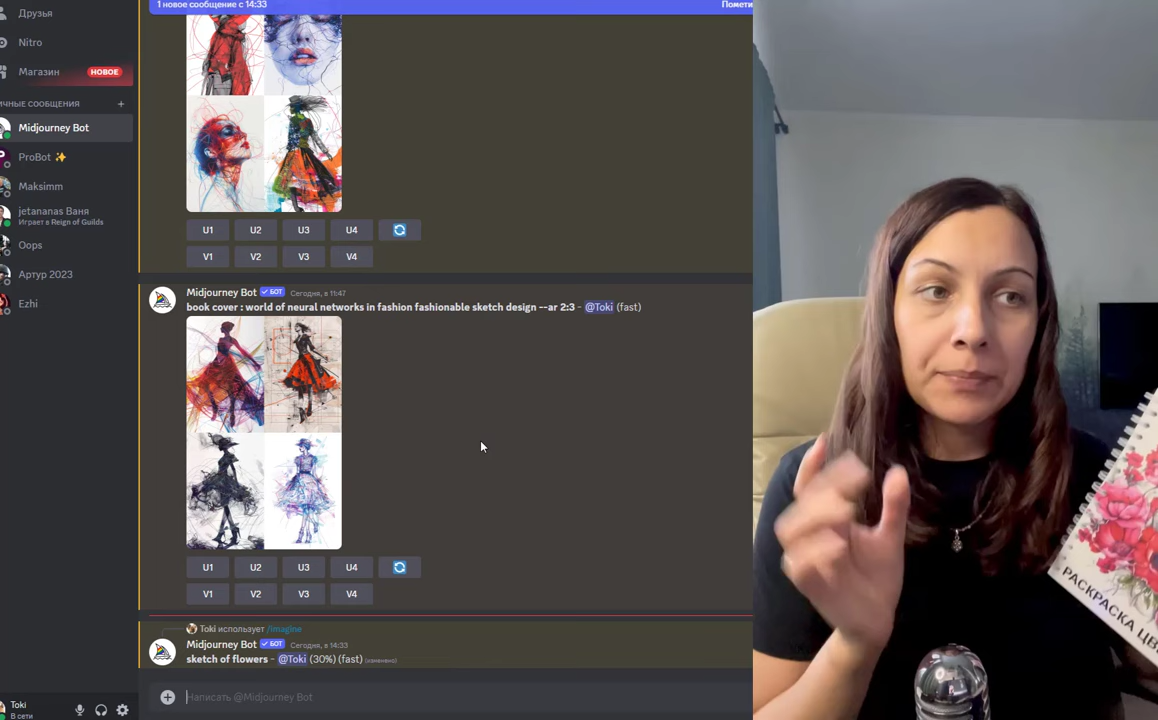 1 новое сообщение с 14:33
Помети
Друзья
Nitro
Магазин НОВОЕ
ИЧНЫЕ СООБЩЕНИЯ +
Midjourney Bot
ProBot
Maksimm
jetananas Ваня
Играет в Reign of Guilds
Oops
Артур 2023
Ezhi
U1 U2 U3 U4
V1 V2 V3 V4
Midjourney Bot ✓ БОТ Сегодня, в 11:47
book cover : world of neural networks in fashion fashionable sketch design --ar 2:3 - @Toki (fast)
U1 U2 U3 U4
V1 V2 V3 V4
Toki использует /imagine
Midjourney Bot ✓ БОТ Сегодня, в 14:33
sketch of flowers - @Toki (30%) (fast) (изменено)
Написать @Midjourney Bot
Toki
В сети
РАСКРАСКА ЦВ